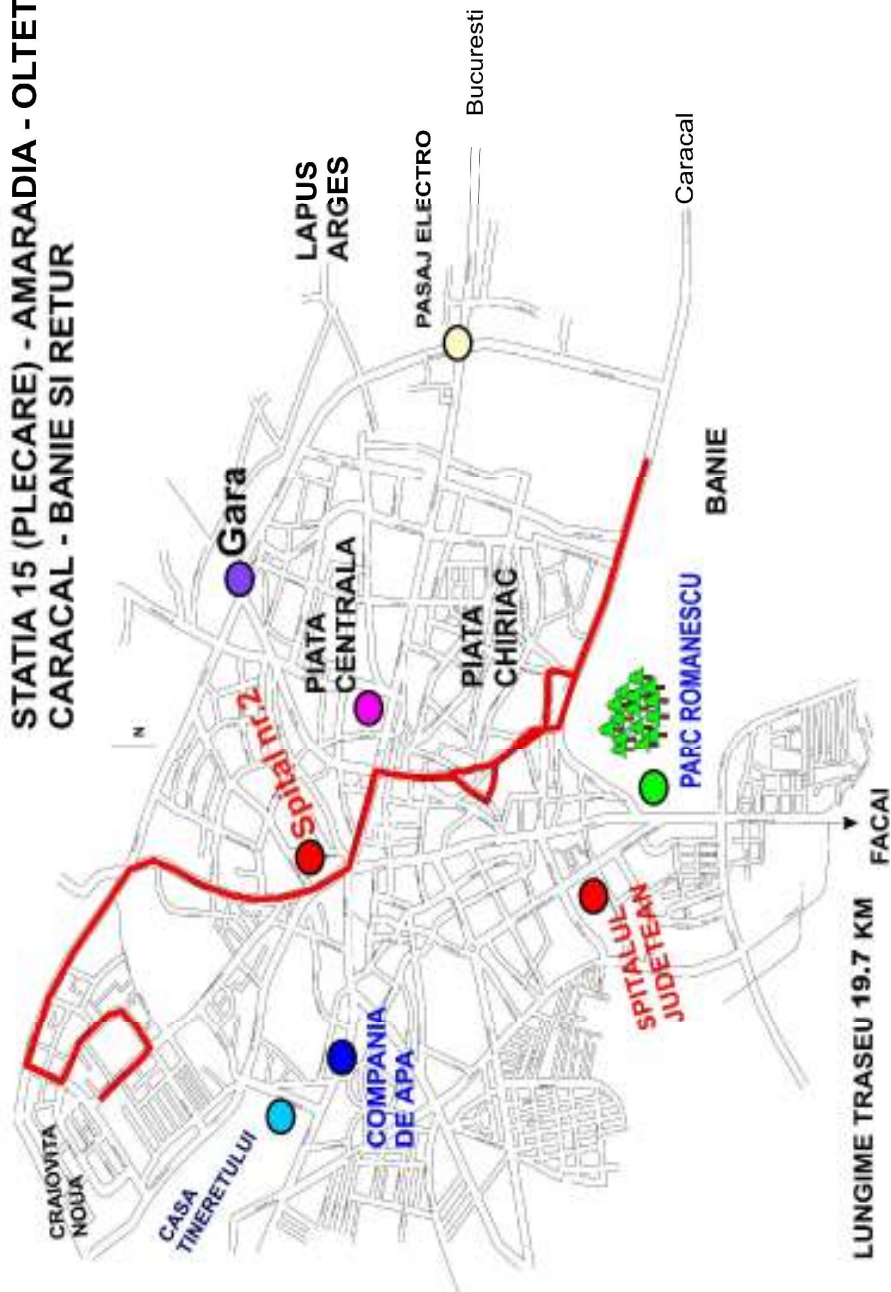 STATIA 15 (PLECARE) - AMARADIA - OLTET
CARACAL - BANIE SI RETUR
CRAIOVITA
NOUA
CASA
TINERETULUI
COMPANIA
DE APA
Spital nr.2
N
Gara
PIATA
CENTRALA
PIATA
CHIRIAC
LAPUS
ARGES
PASAJ ELECTRO
Bucuresti
Caracal
BANIE
PARC ROMANESCU
SPITALUL
JUDETEAN
FACAI
LUNGIME TRASEU 19.7 KM